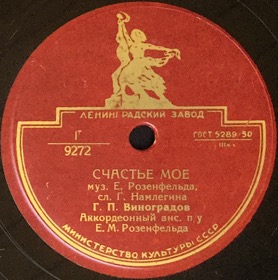 ЛЕНИНГРАДСКИЙ ЗАВОД
Г
9272
ГОСТ 5289-50
СЧАСТЬЕ МОЕ
муз. Е. Розенфельда,
сл. Г. Намлегина
Г. П. Виноградов
Аккордеонный анс. п/у
Е. М. Розенфельда
МИНИСТЕРСТВО КУЛЬТУРЫ СССР